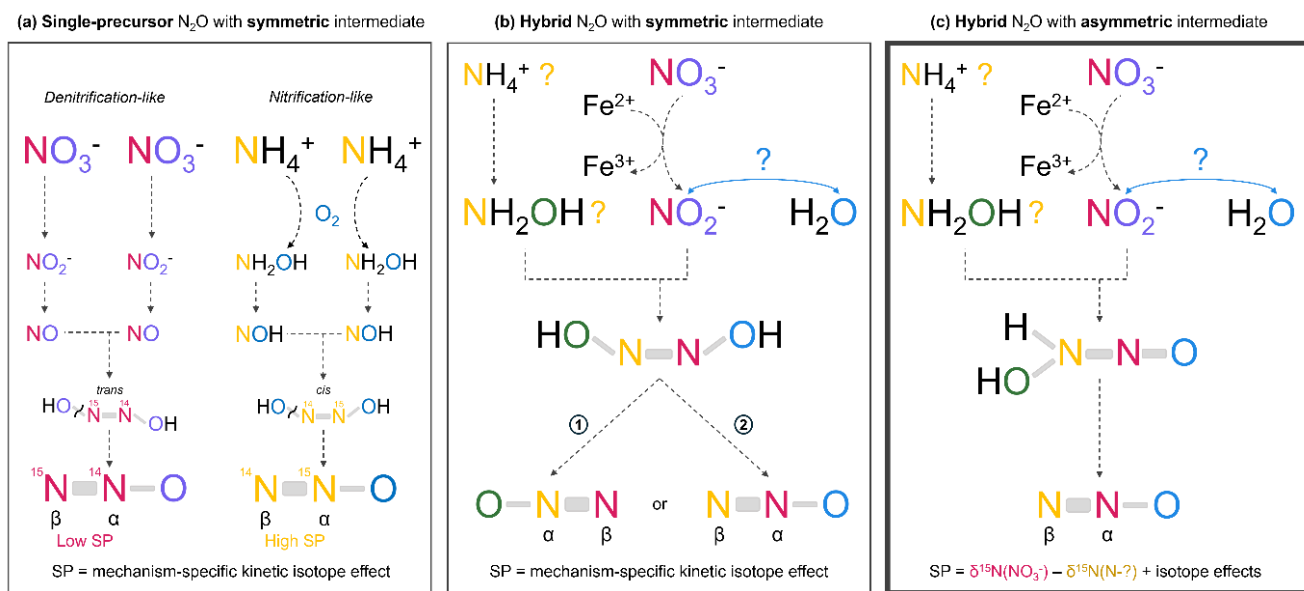 (a) Single-precursor N₂O with symmetric intermediate
Denitrification-like
Nitrification-like
NO₃⁻ NO₃⁻ NH₄⁺ NH₄⁺
O₂
NO₂⁻ NO₂⁻ NH₂OH NH₂OH
NO NO NOH NOH
trans
cis
HO ¹⁵N ¹⁴N OH
HO ¹⁴N ¹⁵N OH
¹⁵N ¹⁴N O
¹⁴N ¹⁵N O
β α
β α
Low SP
High SP
SP = mechanism-specific kinetic isotope effect
(b) Hybrid N₂O with symmetric intermediate
NH₄⁺ ? NO₃⁻
Fe²⁺
Fe³⁺
?
NH₂OH ? NO₂⁻ H₂O
HO N N OH
1 2
O N N or N N O
α β
β α
SP = mechanism-specific kinetic isotope effect
(c) Hybrid N₂O with asymmetric intermediate
NH₄⁺ ? NO₃⁻
Fe²⁺
Fe³⁺
?
NH₂OH ? NO₂⁻ H₂O
H
N N O
HO
N N O
β α
SP = δ¹⁵N(NO₃⁻) – δ¹⁵N(N-?) + isotope effects